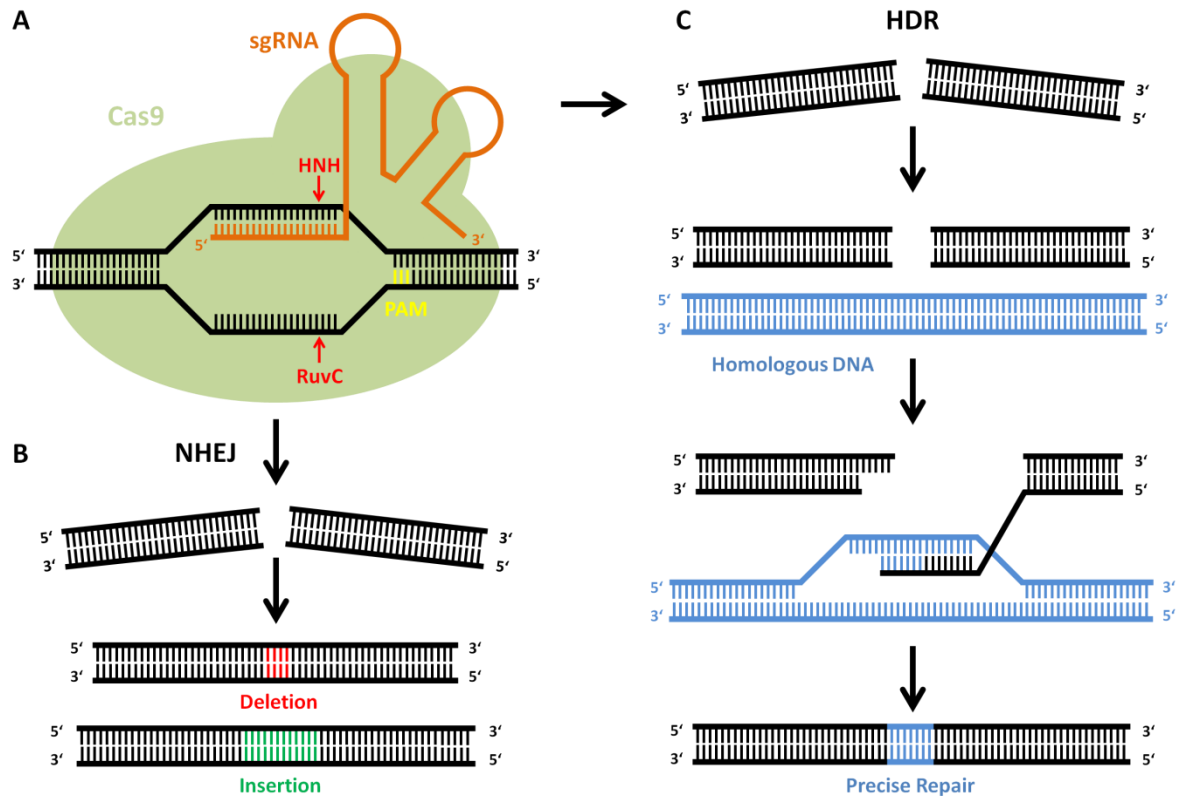 A
sgRNA
Cas9
HNH
5‘
3‘
5‘ 3‘
3‘ 5‘
PAM
RuvC
B
NHEJ
5‘ 3‘
3‘ 5‘
5‘ 3‘
3‘ 5‘
Deletion
5‘ 3‘
3‘ 5‘
Insertion
C
HDR
5‘ 3‘
3‘ 5‘
5‘ 3‘
3‘ 5‘
5‘ 3‘
3‘ 5‘
Homologous DNA
5‘ 3‘
3‘ 5‘
5‘ 3‘
3‘ 5‘
5‘ 3‘
3‘ 5‘
Precise Repair